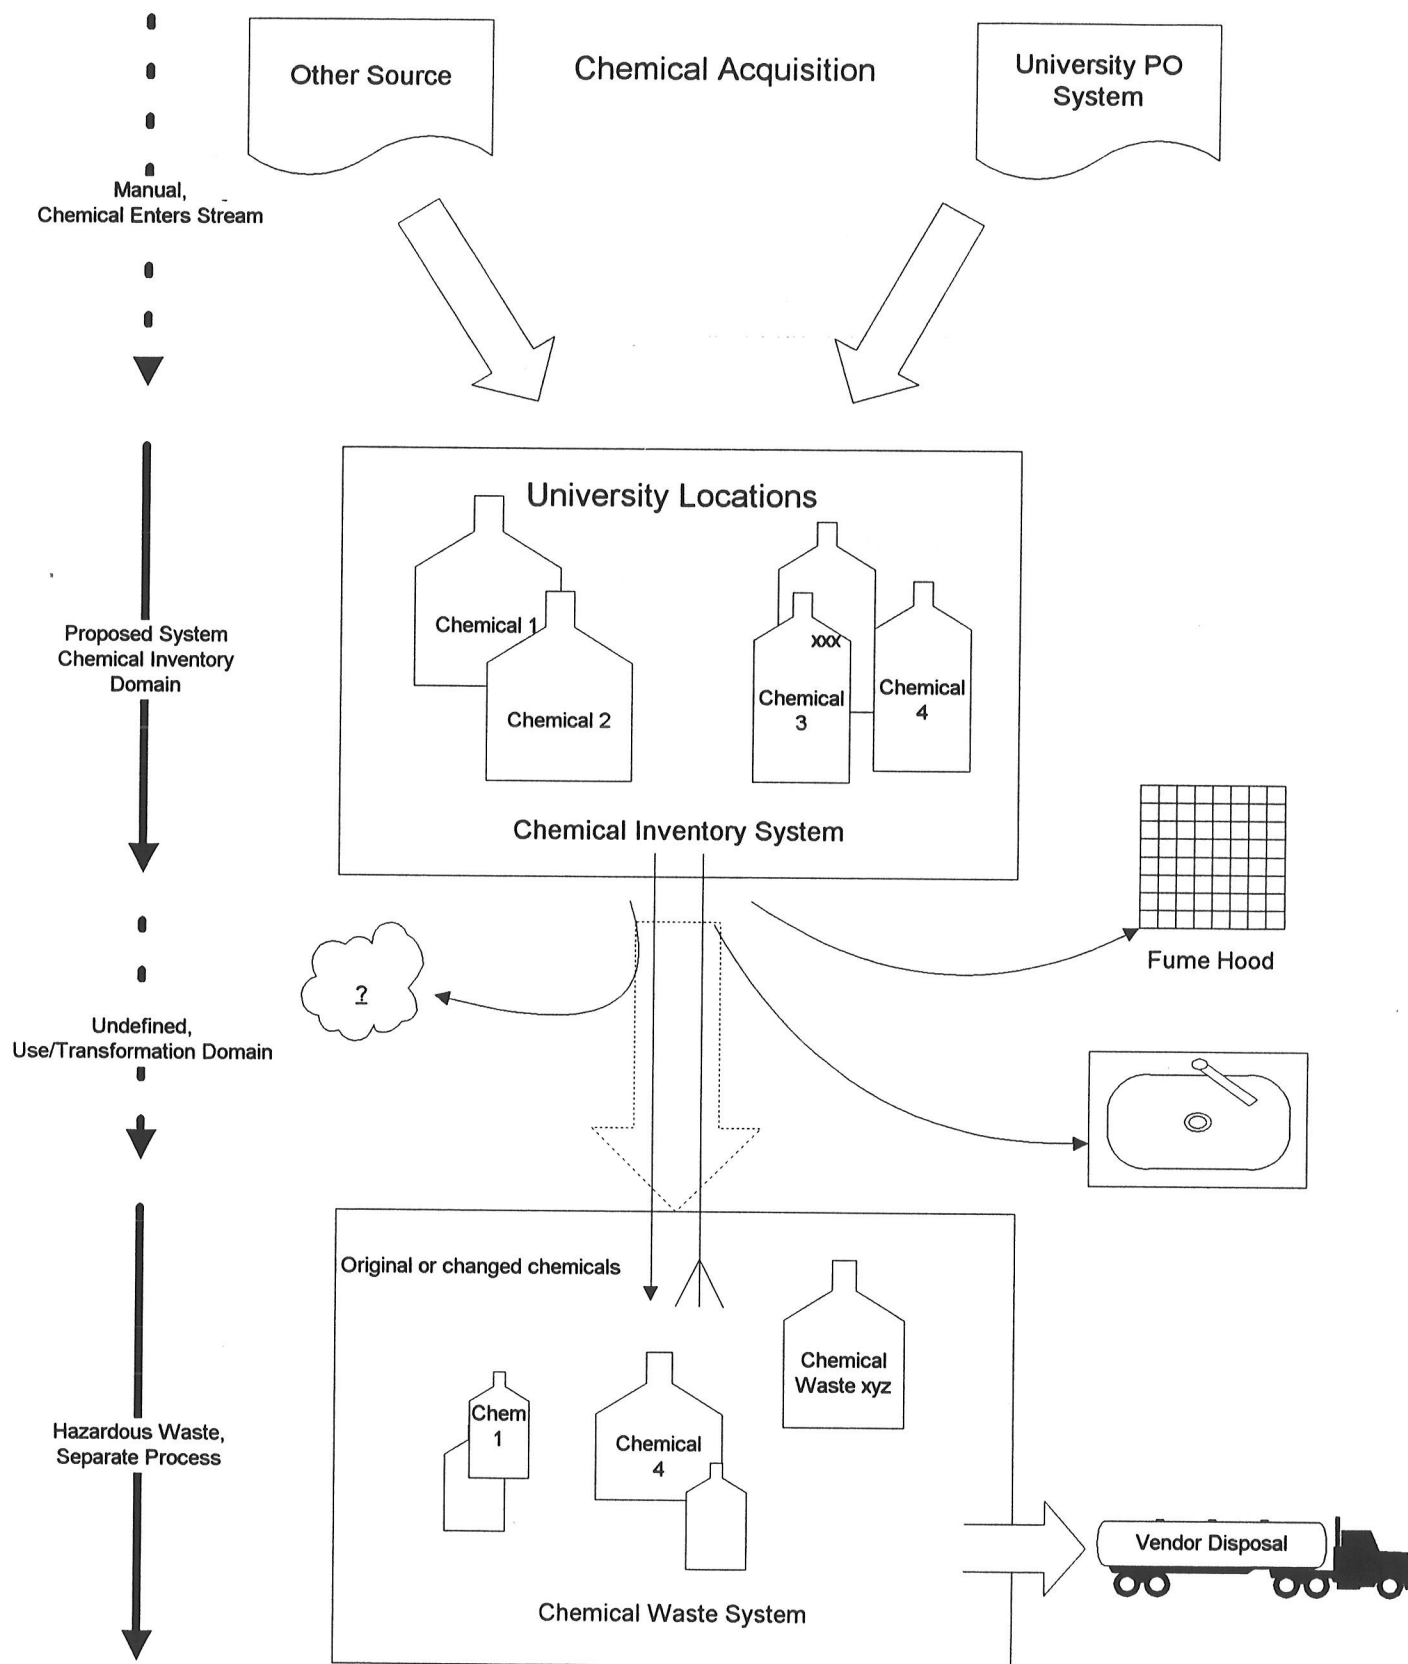 Other Source
Chemical Acquisition
University PO
System
Manual,
Chemical Enters Stream
University Locations
Chemical 1
Chemical 2
xxx
Chemical
3
Chemical
4
Proposed System
Chemical Inventory
Domain
Chemical Inventory System
Fume Hood
?
Undefined,
Use/Transformation Domain
Original or changed chemicals
Chemical
Waste xyz
Chem
1
Chemical
4
Hazardous Waste,
Separate Process
Vendor Disposal
Chemical Waste System